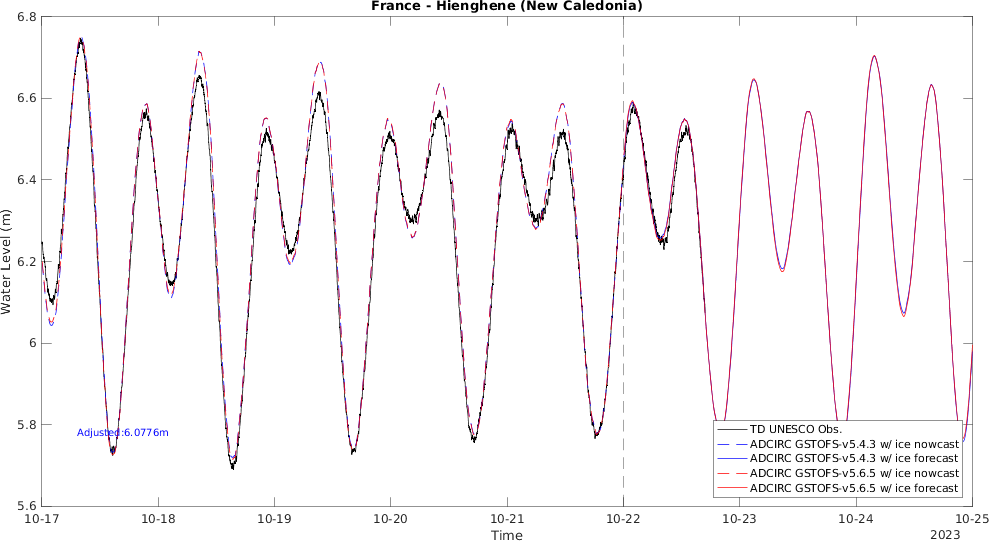 France - Hienghene (New Caledonia)
6.8
6.6
6.4
6.2
6
5.8
5.6
Water Level (m)
Adjusted:6.0776m
TD UNESCO Obs.
ADCIRC GSTOFS-v5.4.3 w/ ice nowcast
ADCIRC GSTOFS-v5.4.3 w/ ice forecast
ADCIRC GSTOFS-v5.6.5 w/ ice nowcast
ADCIRC GSTOFS-v5.6.5 w/ ice forecast
10-17 10-18 10-19 10-20 10-21 10-22 10-23 10-24 10-25
Time
2023